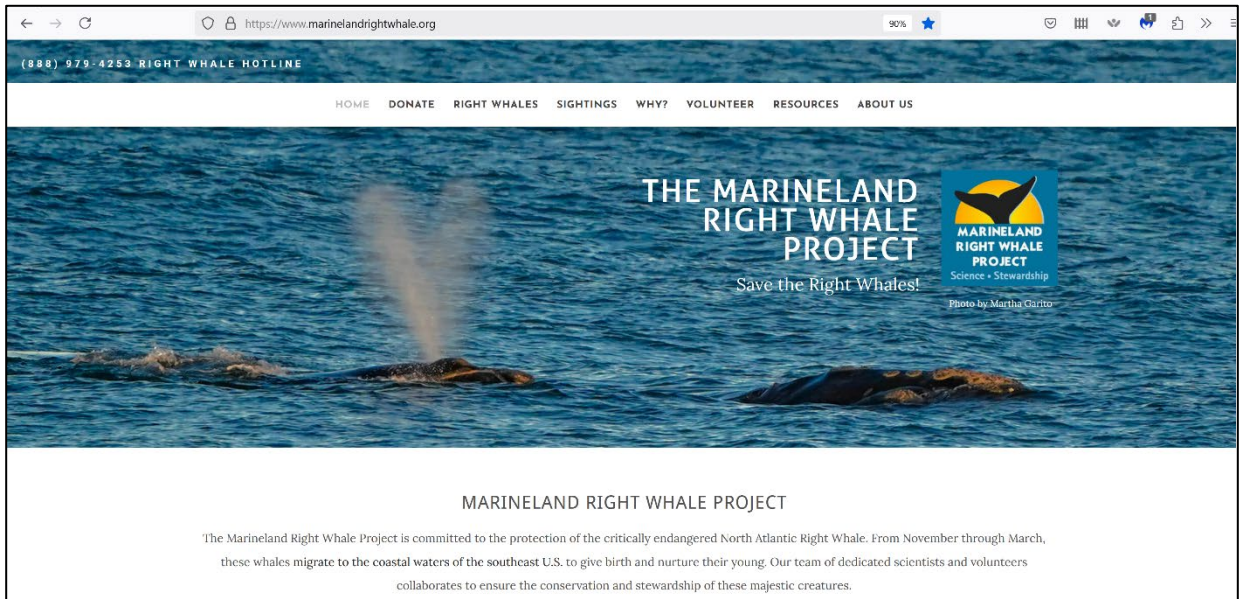 https://www.marinelandrightwhale.org
90%
1
(888) 979-4253 RIGHT WHALE HOTLINE
HOME DONATE RIGHT WHALES SIGHTINGS WHY? VOLUNTEER RESOURCES ABOUT US
THE MARINELAND
RIGHT WHALE
PROJECT
Save the Right Whales!
MARINELAND
RIGHT WHALE
PROJECT
Science • Stewardship
Photo by Martha Garito
MARINELAND RIGHT WHALE PROJECT
The Marineland Right Whale Project is committed to the protection of the critically endangered North Atlantic Right Whale. From November through March,
these whales migrate to the coastal waters of the southeast U.S. to give birth and nurture their young. Our team of dedicated scientists and volunteers
collaborates to ensure the conservation and stewardship of these majestic creatures.